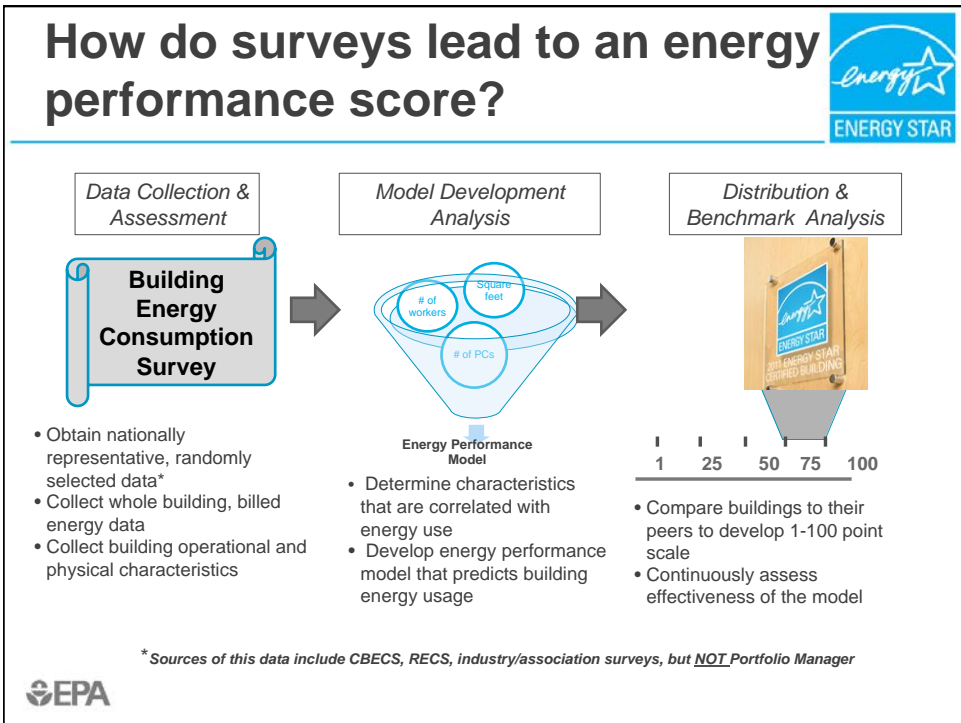 How do surveys lead to an energy
performance score?
energy
ENERGY STAR
Data Collection &
Assessment
Building
Energy
Consumption
Survey
• Obtain nationally
representative, randomly
selected data*
• Collect whole building, billed
energy data
• Collect building operational and
physical characteristics
Model Development
Analysis
# of
workers
Square
feet
# of PCs
Energy Performance
Model
• Determine characteristics
that are correlated with
energy use
• Develop energy performance
model that predicts building
energy usage
Distribution &
Benchmark Analysis
energy
ENERGY STAR
2011 ENERGY STAR
CERTIFIED BUILDING
1 25 50 75 100
• Compare buildings to their
peers to develop 1-100 point
scale
• Continuously assess
effectiveness of the model
* Sources of this data include CBECS, RECS, industry/association surveys, but NOT Portfolio Manager
EPA